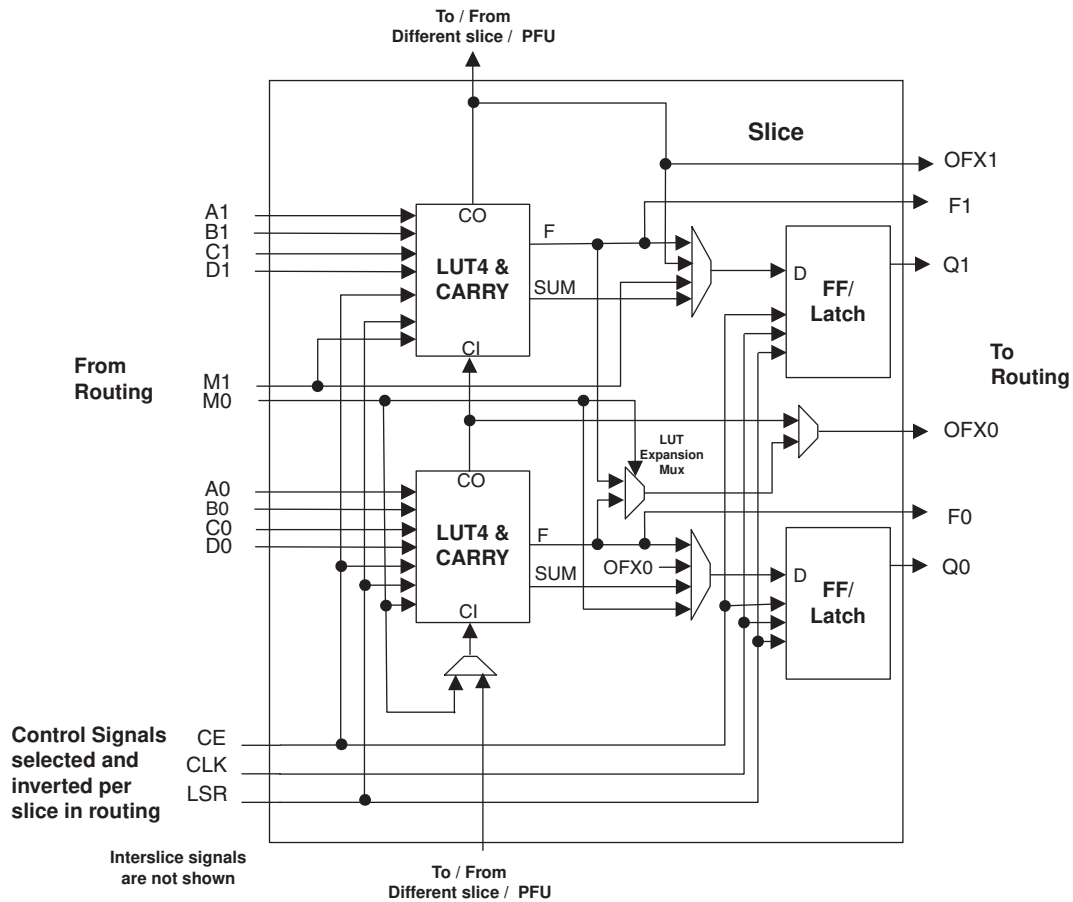 To / From
Different slice / PFU
Slice
OFX1
F1
A1
B1
C1
D1
CO
LUT4 &
CARRY
CI
F
SUM
D
FF/
Latch
Q1
From
Routing
M1
M0
To
Routing
LUT
Expansion
Mux
OFX0
A0
B0
C0
D0
CO
LUT4 &
CARRY
CI
F
SUM
OFX0
F0
D
FF/
Latch
Q0
Control Signals
selected and
inverted per
slice in routing
CE
CLK
LSR
Interslice signals
are not shown
To / From
Different slice / PFU